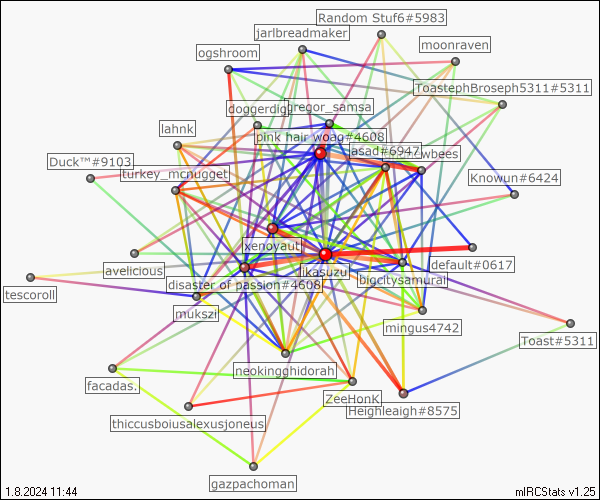 Random Stuf6#5983
jarlbreadmaker
moonraven
ogshroom
ToastephBroseph5311#5311
doggerdig
gregor_samsa
lahnk
pink hair woag#4608
asad#6947
wbees
Duck™#9103
turkey_mcnugget
Knowun#6424
xenoyaut
default#0617
avelicious
likasuzu
bigcitysamurai
disaster of passion#4608
tescoroll
mukszi
mingus4742
Toast#5311
neokingghidorah
facadas.
ZeeHonK
Heighleaigh#8575
thiccusboiusalexusjoneus
gazpachoman
1.8.2024 11:44
mIRCStats v1.25